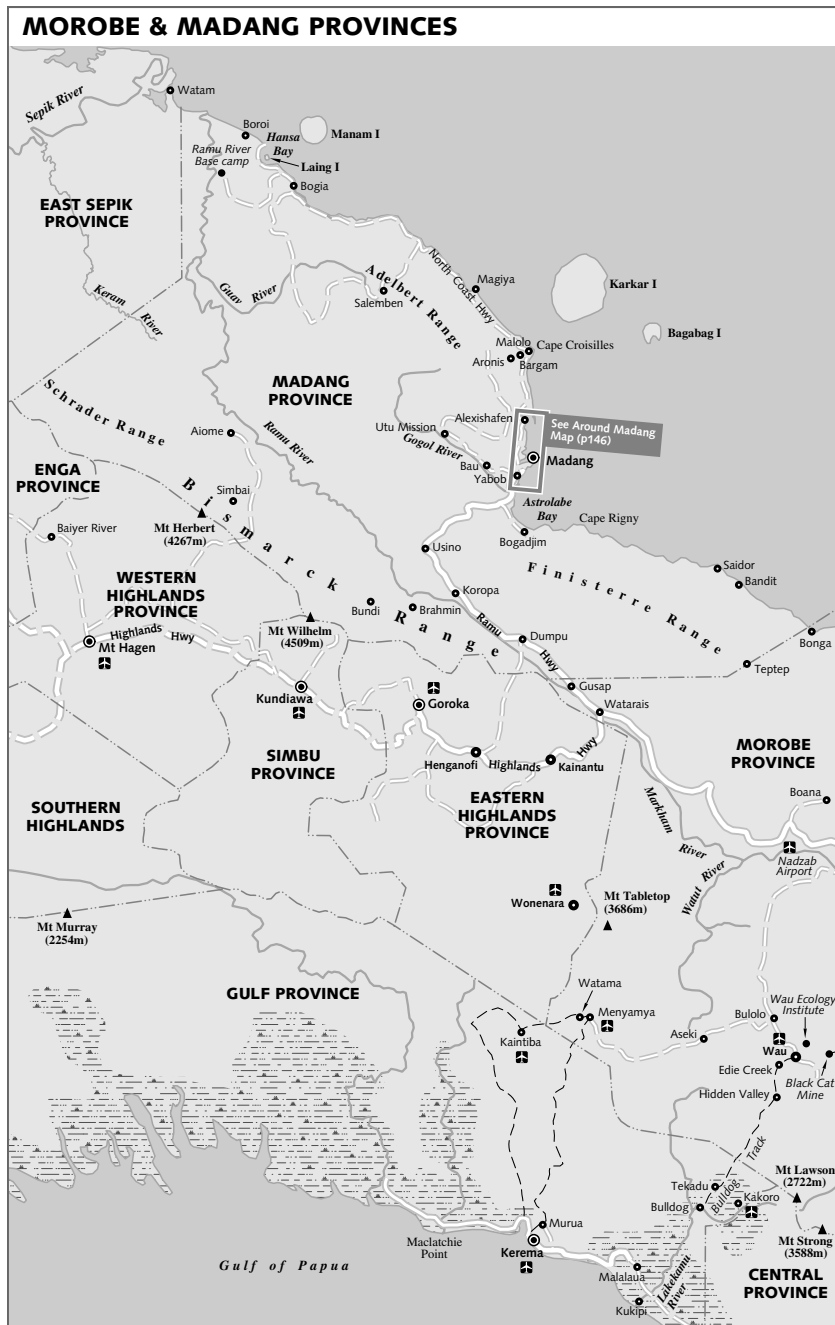 MOROBE & MADANG PROVINCES
Sepik River
Watam
Boroi
Hansa
Bay
Manam I
Ramu River
Base camp
Laing I
Bogia
EAST SEPIK
PROVINCE
Keram
River
Guay
River
Salemben
Adelbert Range
North Coast Hwy
Magiya
Karkar I
Bagabag I
Malolo
Cape Croisilles
Aronis
Bargam
MADANG
PROVINCE
Schrader Range
Aiome
Ramu River
Utu Mission
Alexishafen
See Around Madang
Map (p146)
Gogol River
Madang
Bau
Yabob
Astrolabe
Bay
Cape Rigny
Bogadjim
ENGA
PROVINCE
Simbai
Bismarck Range
Mt Herbert
(4267m)
Baiyer River
Usino
Finisterre Range
Saidor
Bandit
WESTERN
HIGHLANDS
PROVINCE
Koropa
Bundi
Brahmin
Ramu
Hwy
Dumpu
Bonga
Teptep
Highlands
Hwy
Mt Hagen
Mt Wilhelm
(4509m)
Kundiawa
Goroka
Gusap
Watarais
SIMBU
PROVINCE
Henganofi
Highlands
Hwy
Kainantu
MOROBE
PROVINCE
Boana
SOUTHERN
HIGHLANDS
EASTERN
HIGHLANDS
PROVINCE
Markham
River
Nadzab
Airport
Watut River
Wonenara
Mt Tabletop
(3686m)
Mt Murray
(2254m)
GULF PROVINCE
Watama
Menyamya
Kaintiba
Aseki
Bulolo
Wau Ecology
Institute
Wau
Edie Creek
Black Cat
Mine
Hidden Valley
Bulldog
Track
Tekadu
Kakoro
Bulldog
Mt Lawson
(2722m)
Mt Strong
(3588m)
Maclatchie
Point
Murua
Kerema
Gulf of Papua
Malalaua
Kukipi
Lakekamu
River
CENTRAL
PROVINCE